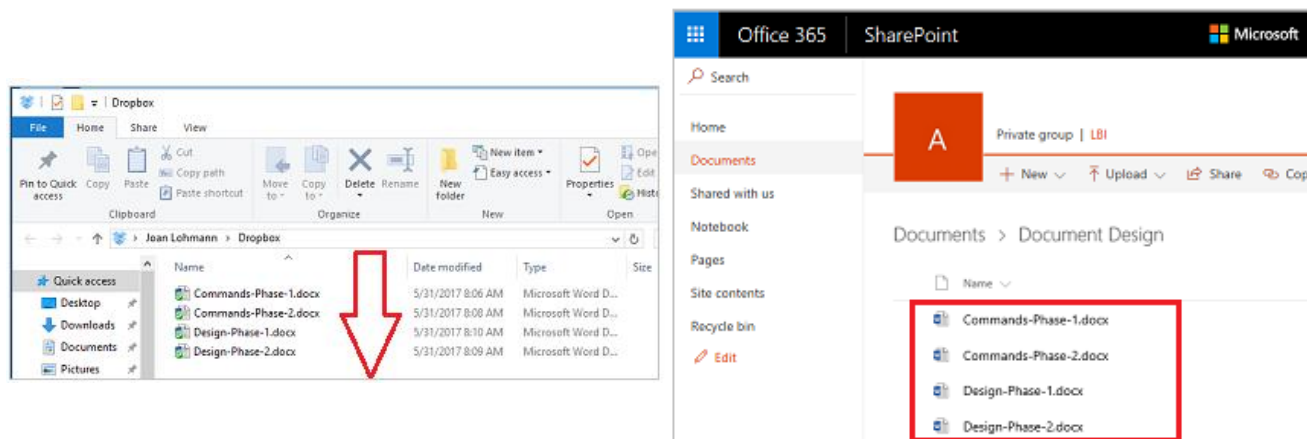 Dropbox
File Home Share View
Pin to Quick access
Copy
Paste
Cut
Copy path
Paste shortcut
Move to
Copy to
Delete
Rename
New folder
New item
Easy access
Properties
Clipboard Organize New Open
Joan Lohmann > Dropbox
Name Date modified Type Size
Quick access
Desktop
Downloads
Documents
Pictures
Commands-Phase-1.docx 5/31/2017 8:06 AM Microsoft Word D...
Commands-Phase-2.docx 5/31/2017 8:08 AM Microsoft Word D...
Design-Phase-1.docx 5/31/2017 8:10 AM Microsoft Word D...
Design-Phase-2.docx 5/31/2017 8:09 AM Microsoft Word D...
Office 365 SharePoint Microsoft
Search
Home
Documents
Shared with us
Notebook
Pages
Site contents
Recycle bin
Edit
A
Private group | LBI
+ New Upload Share Cop
Documents > Document Design
Name
Commands-Phase-1.docx
Commands-Phase-2.docx
Design-Phase-1.docx
Design-Phase-2.docx